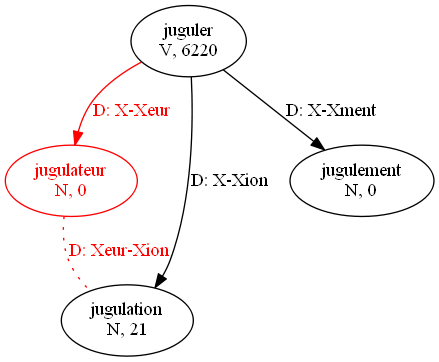 juguler
V, 6220
D: X-Xeur
D: X-Xment
jugulateur
N, 0
D: X-Xion
jugulement
N, 0
D: Xeur-Xion
jugulation
N, 21